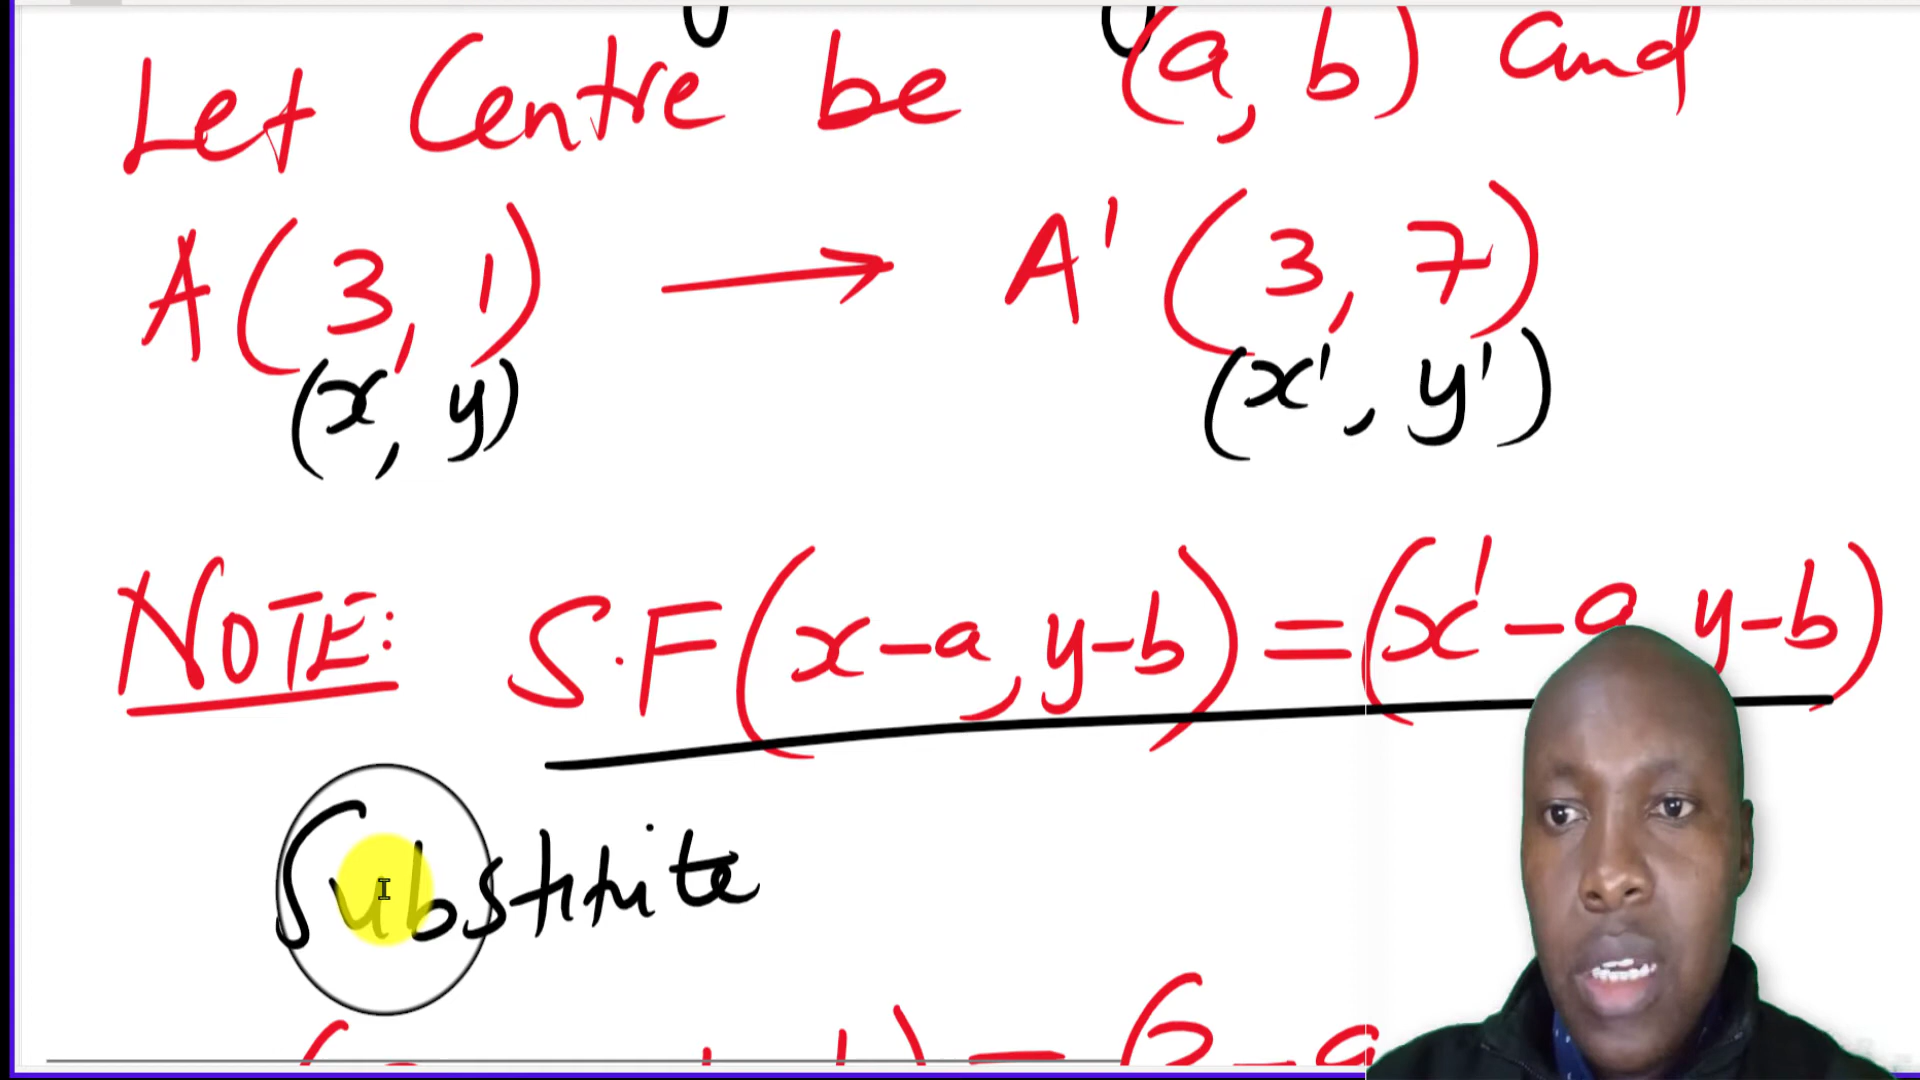 Let Centre be (a, b) and
A(3, 1) → A'(3, 7)
(x, y) (x', y')
NOTE: S.F(x-a, y-b) = (x'-a y-b)
Substitute